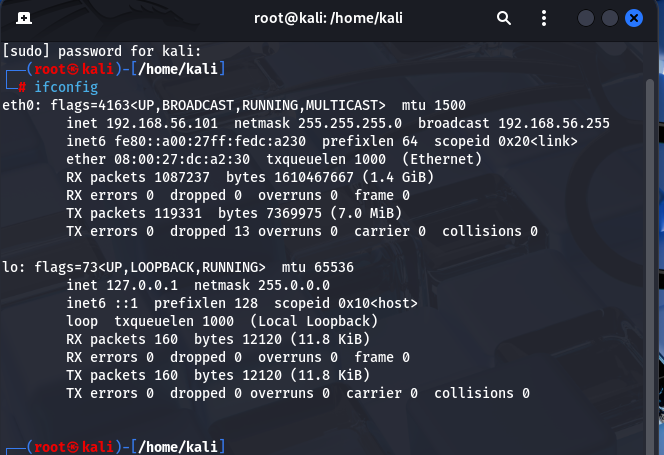 root@kali: /home/kali
[sudo] password for kali:
┌──(root㉿kali)-[/home/kali]
└─# ifconfig
eth0: flags=4163<UP,BROADCAST,RUNNING,MULTICAST>  mtu 1500
        inet 192.168.56.101  netmask 255.255.255.0  broadcast 192.168.56.255
        inet6 fe80::a00:27ff:fedc:a230  prefixlen 64  scopeid 0x20<link>
        ether 08:00:27:dc:a2:30  txqueuelen 1000  (Ethernet)
        RX packets 1087237  bytes 1610467667 (1.4 GiB)
        RX errors 0  dropped 0  overruns 0  frame 0
        TX packets 119331  bytes 7369975 (7.0 MiB)
        TX errors 0  dropped 13 overruns 0  carrier 0  collisions 0
lo: flags=73<UP,LOOPBACK,RUNNING>  mtu 65536
        inet 127.0.0.1  netmask 255.0.0.0
        inet6 ::1  prefixlen 128  scopeid 0x10<host>
        loop  txqueuelen 1000  (Local Loopback)
        RX packets 160  bytes 12120 (11.8 KiB)
        RX errors 0  dropped 0  overruns 0  frame 0
        TX packets 160  bytes 12120 (11.8 KiB)
        TX errors 0  dropped 0 overruns 0  carrier 0  collisions 0
┌──(root㉿kali)-[/home/kali]